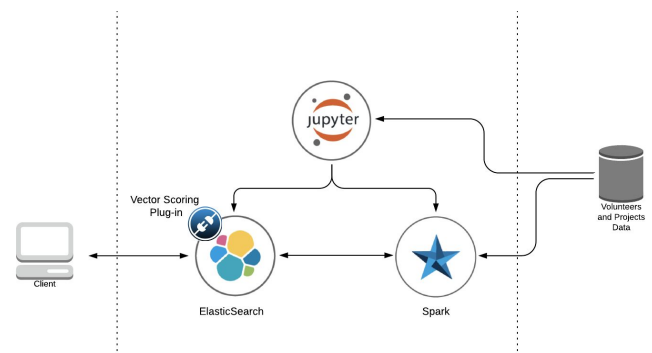 jupyter
Vector Scoring
Plug-in
Volunteers
and Projects
Data
Client
ElasticSearch
Spark